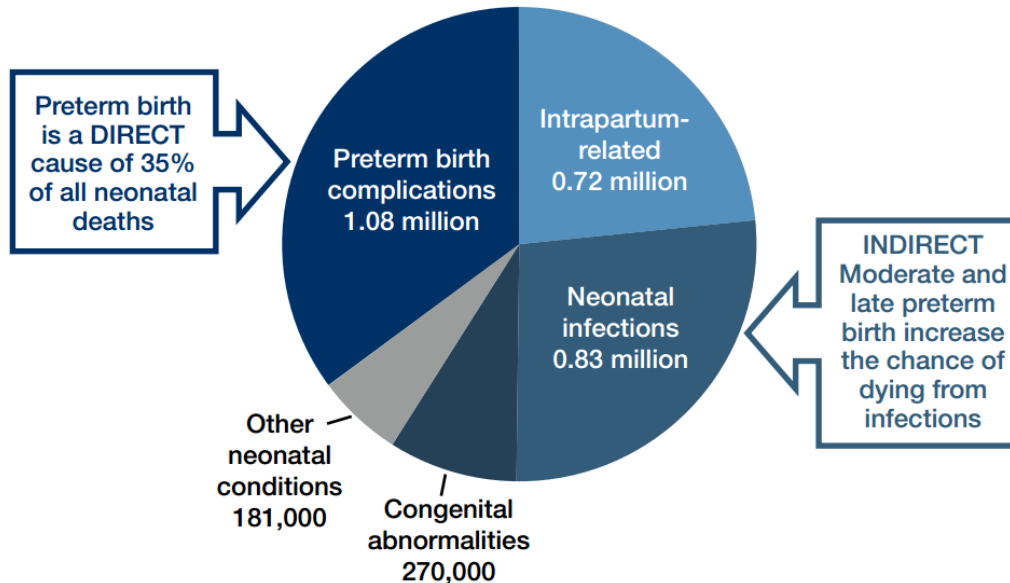 Preterm birth
is a DIRECT
cause of 35%
of all neonatal
deaths
Preterm birth
complications
1.08 million
Intrapartum-
related
0.72 million
Neonatal
infections
0.83 million
INDIRECT
Moderate and
late preterm
birth increase
the chance of
dying from
infections
Other
neonatal
conditions
181,000
Congenital
abnormalities
270,000